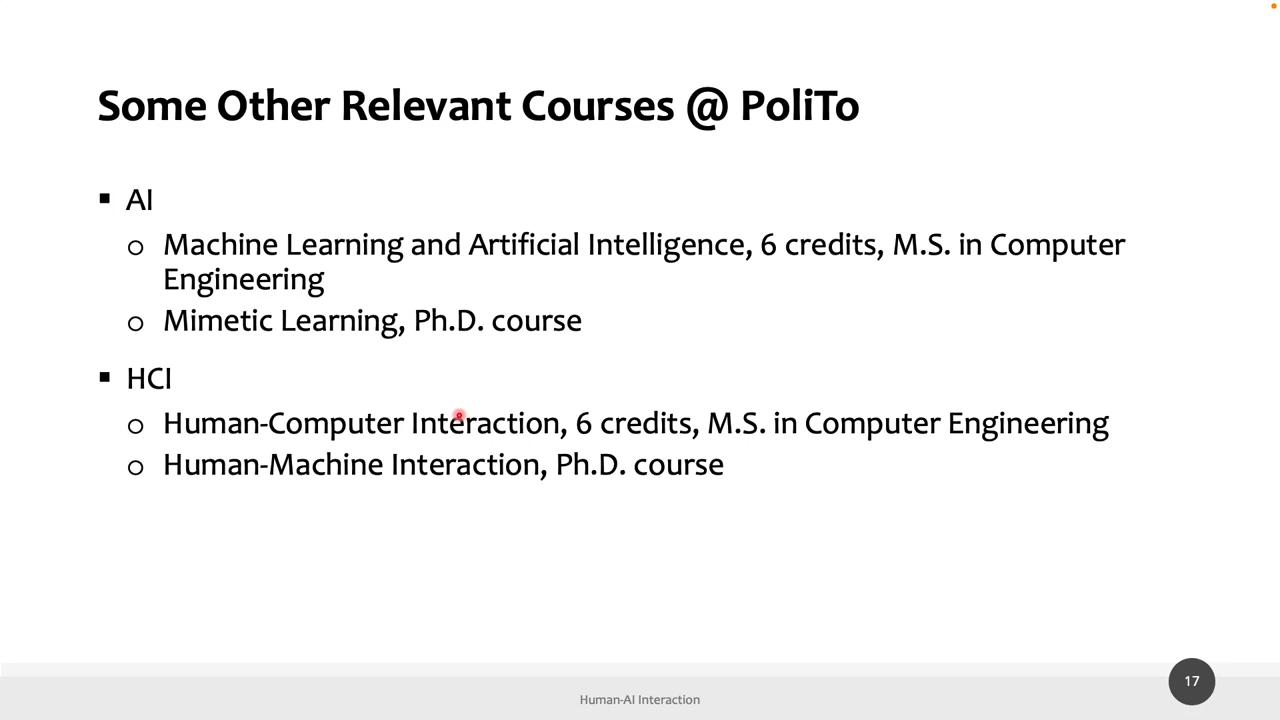 Some Other Relevant Courses @ PoliTo
▪ AI
o Machine Learning and Artificial Intelligence, 6 credits, M.S. in Computer
Engineering
o Mimetic Learning, Ph.D. course
▪ HCI
o Human-Computer Interaction, 6 credits, M.S. in Computer Engineering
o Human-Machine Interaction, Ph.D. course
17
Human-AI Interaction